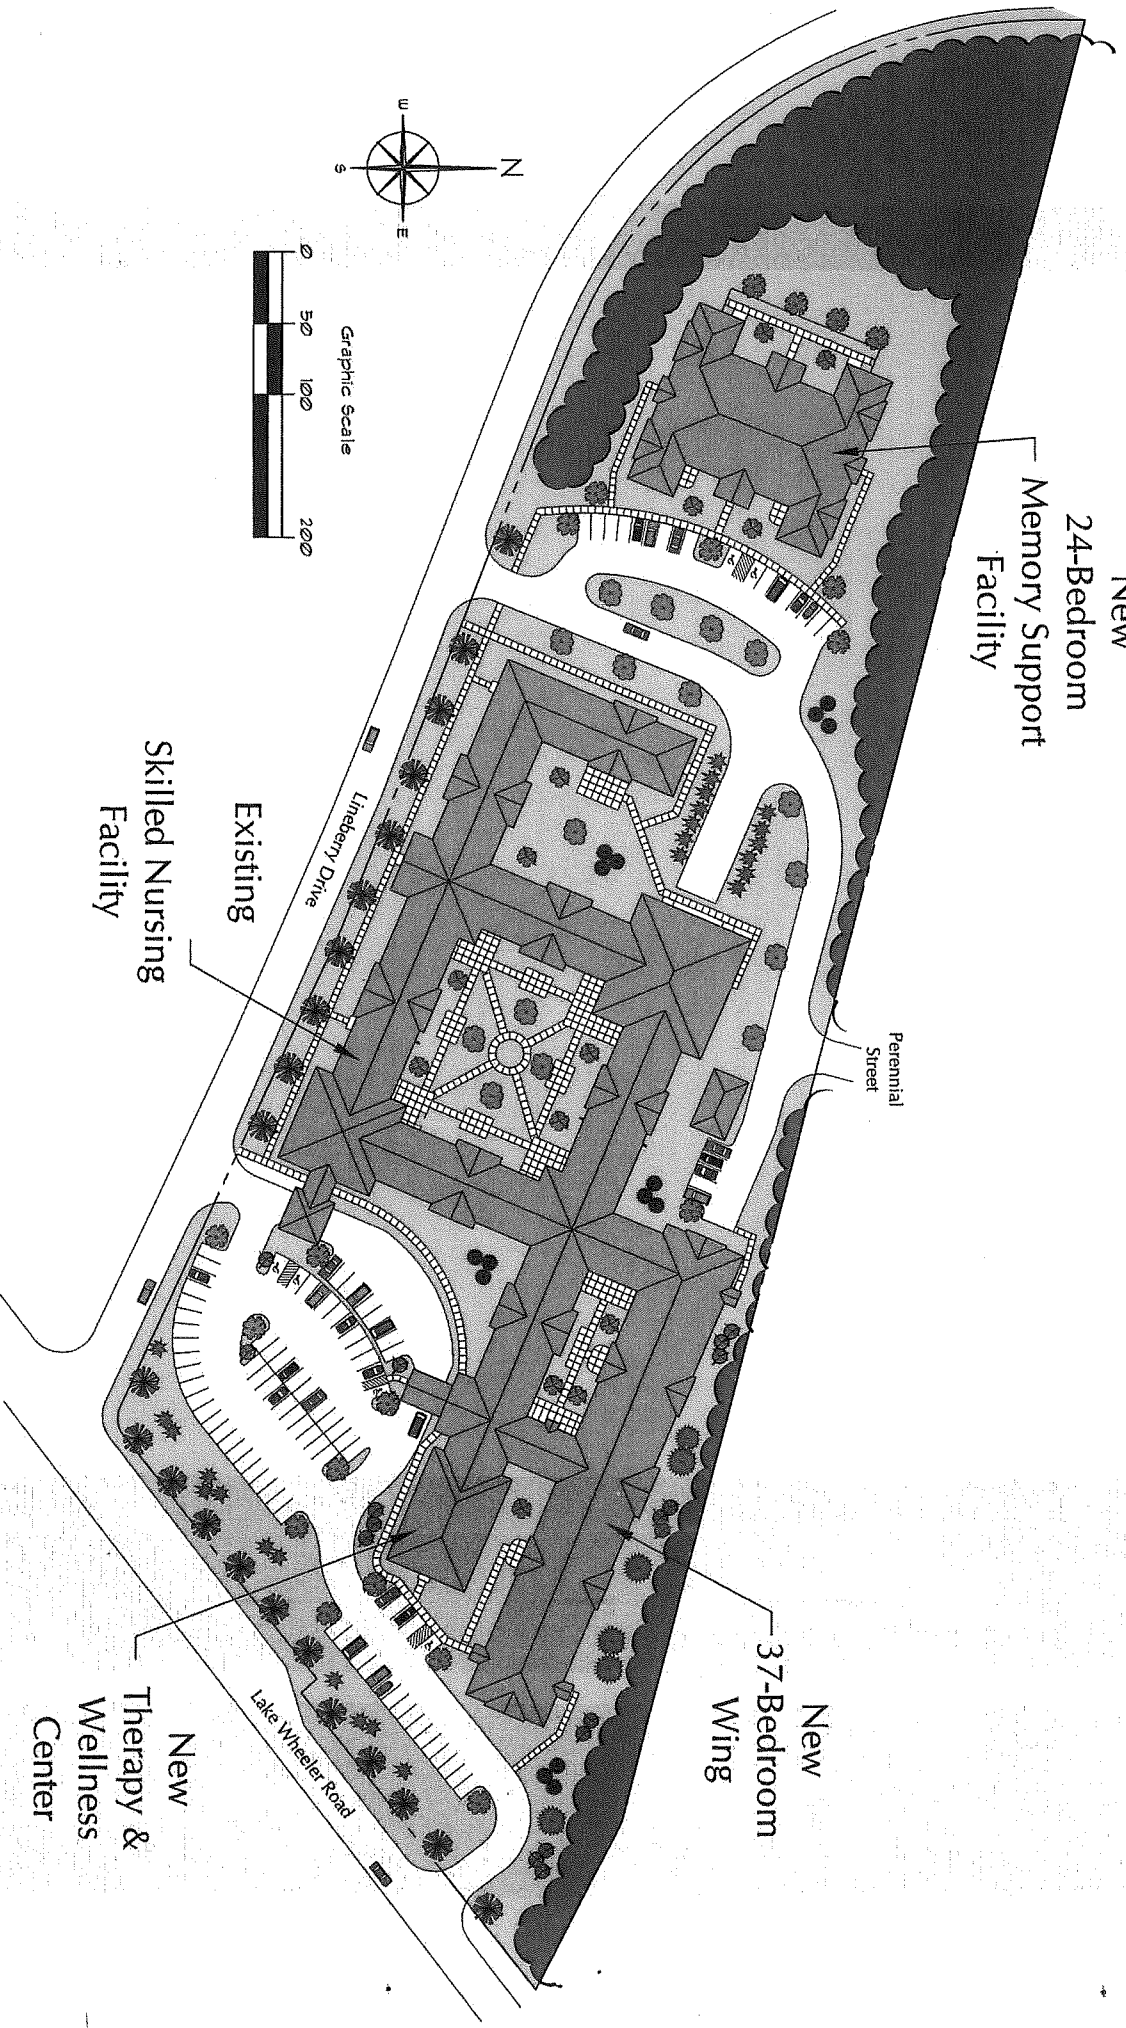 New
24-Bedroom
Memory Support
Facility
N
W
E
S
Graphic Scale
0
50
100
200
Lineberry Drive
Existing
Skilled Nursing
Facility
Perennial
Street
New
37-Bedroom
Wing
Lake Wheeler Road
New
Therapy &
Wellness
Center